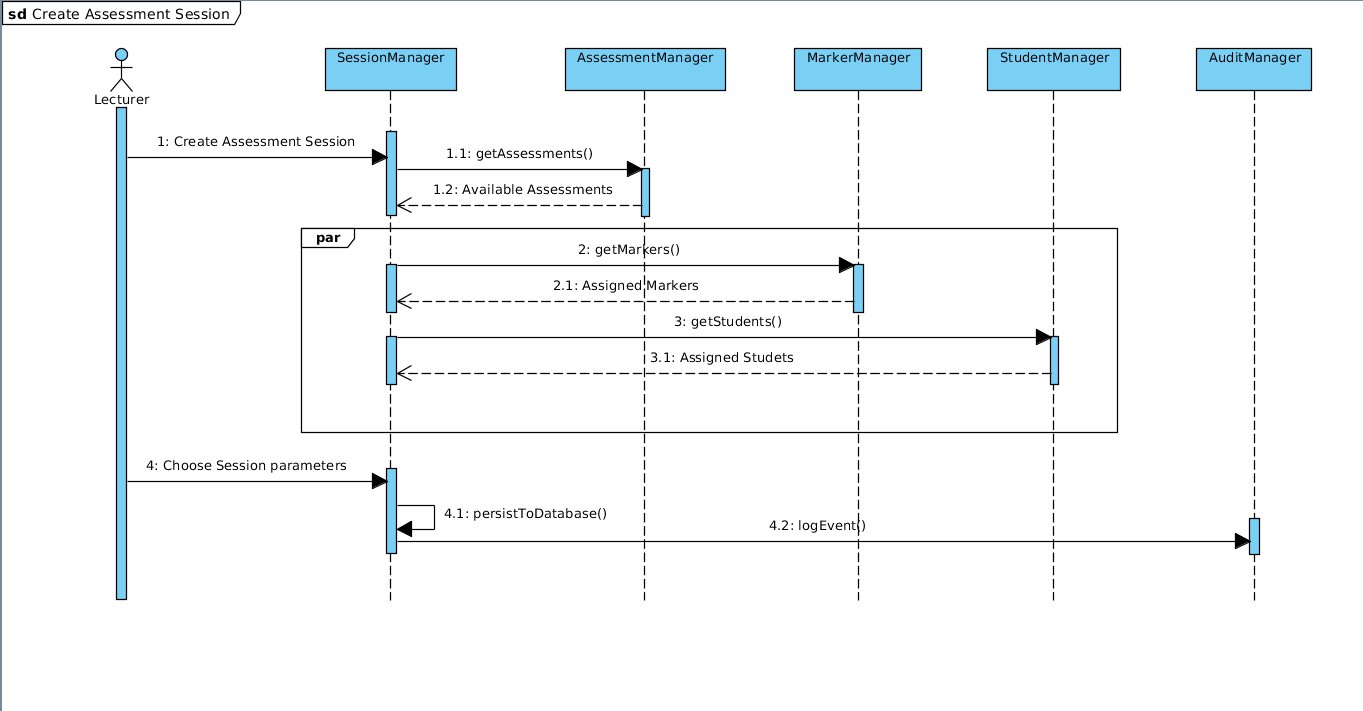 sd Create Assessment Session
Lecturer
SessionManager
AssessmentManager
MarkerManager
StudentManager
AuditManager
1: Create Assessment Session
1.1: getAssessments()
1.2: Available Assessments
par
2: getMarkers()
2.1: Assigned Markers
3: getStudents()
3.1: Assigned Studets
4: Choose Session parameters
4.1: persistToDatabase()
4.2: logEvent()